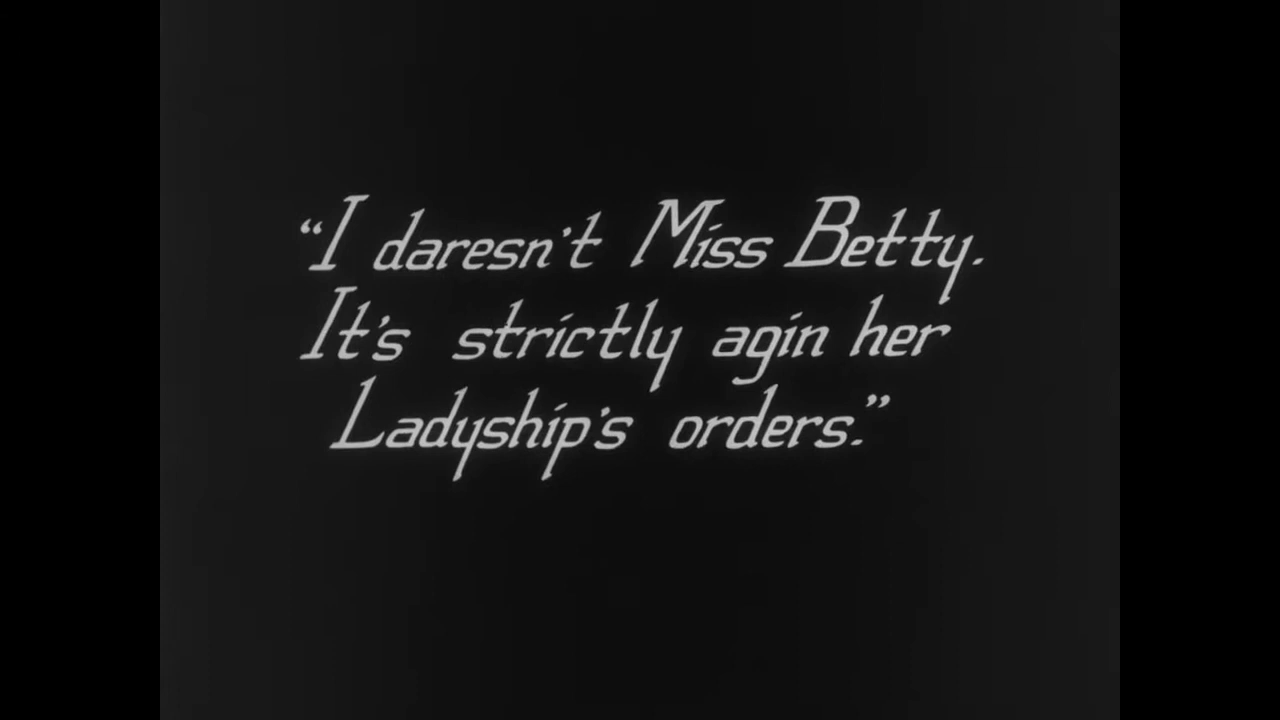 “I daresn't Miss Betty.
It's strictly agin her
Ladyship's orders.”